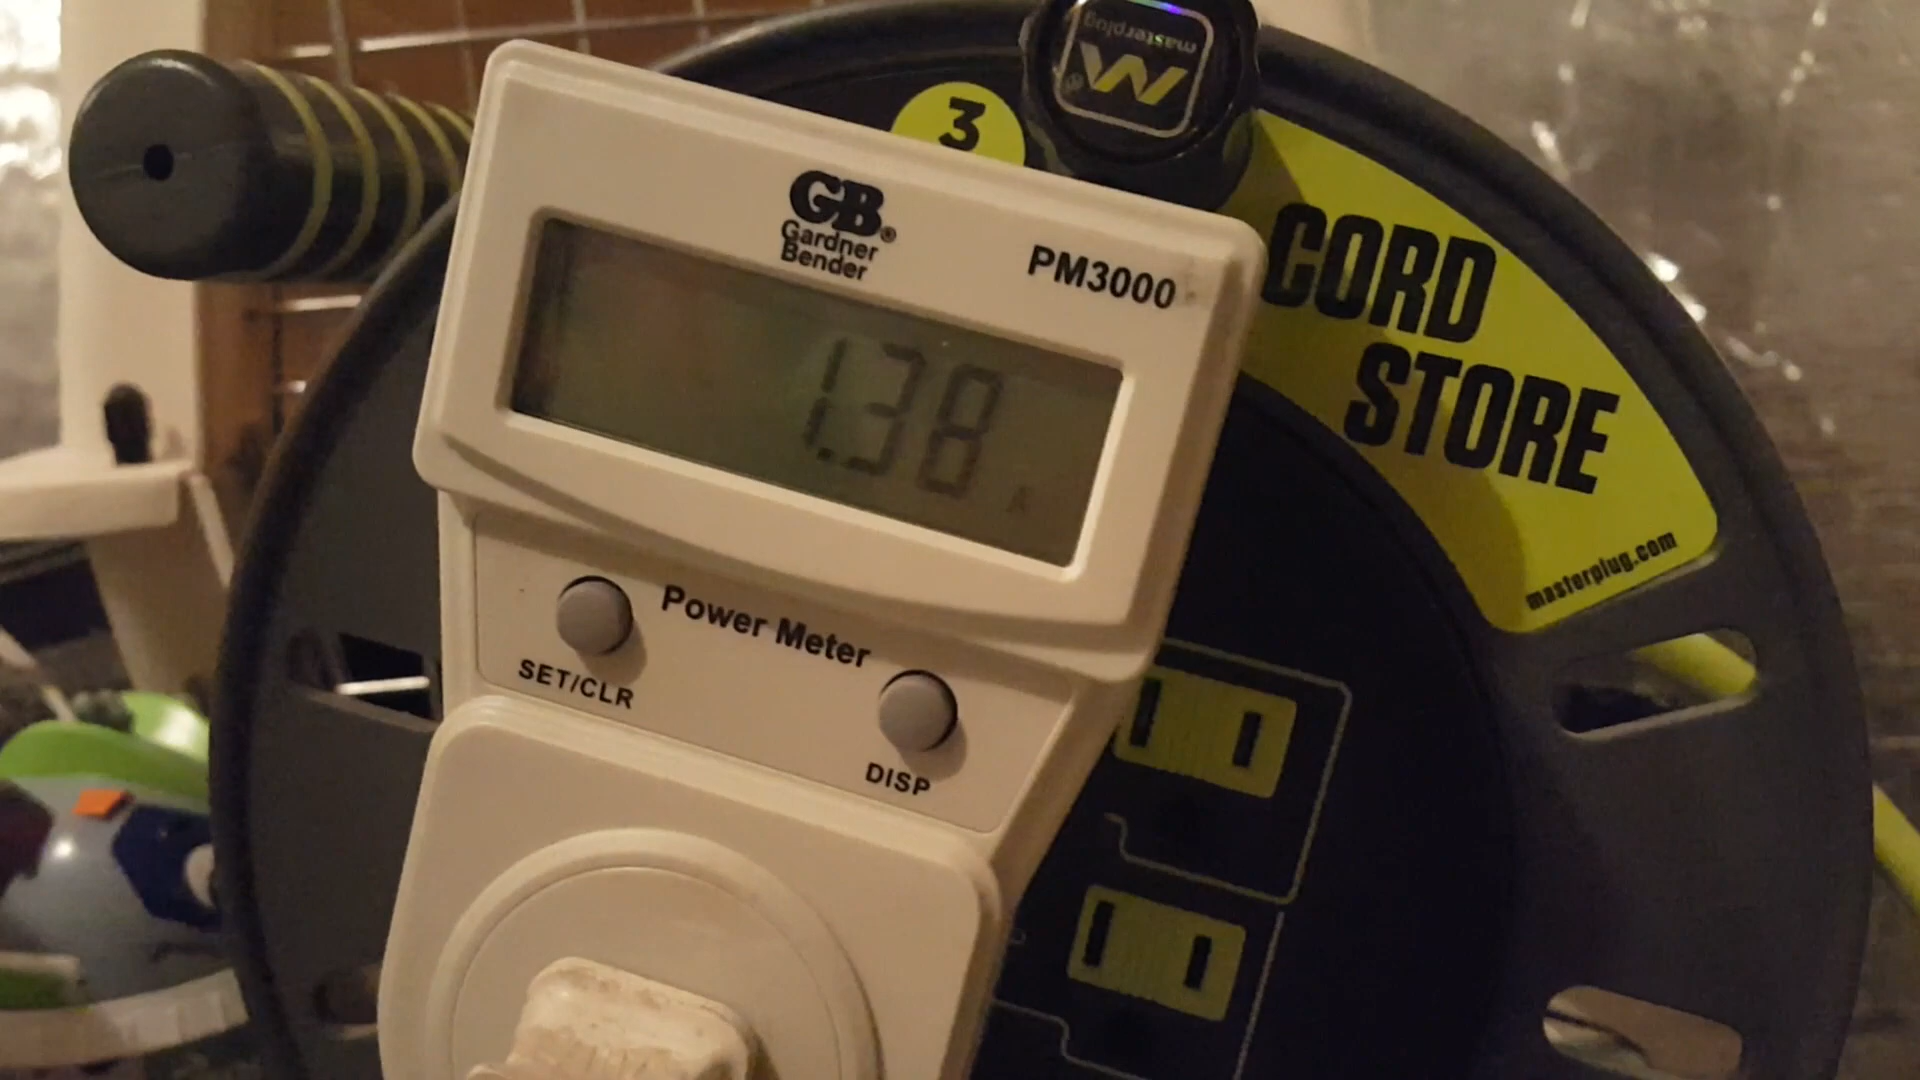 masterplug
M®
3
GB®
Gardner
Bender
PM3000
CORD
STORE
1.38
A
masterplug.com
Power Meter
SET/CLR
DISP